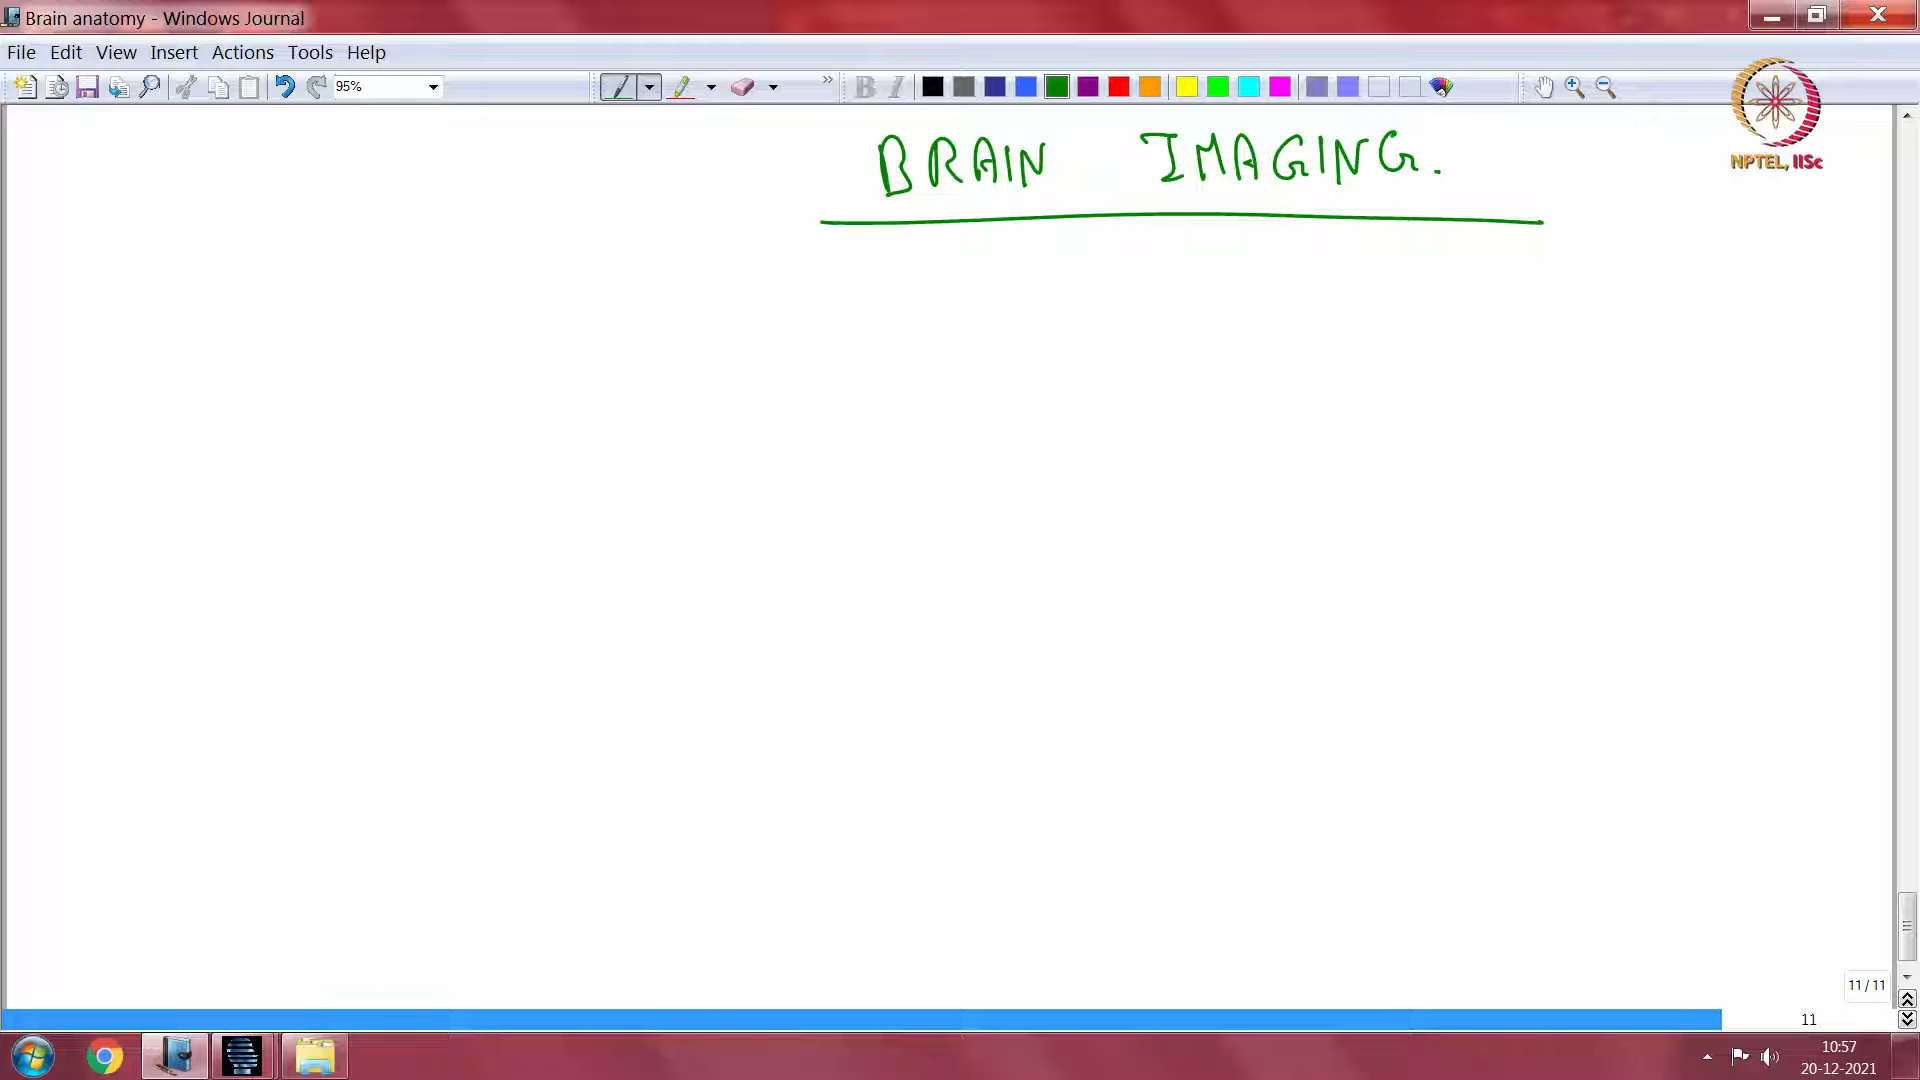 Brain anatomy - Windows Journal
File Edit View Insert Actions Tools Help
95%
B I
BRAIN IMAGING.
NPTEL, IISc
11 / 11
11
10:57
20-12-2021